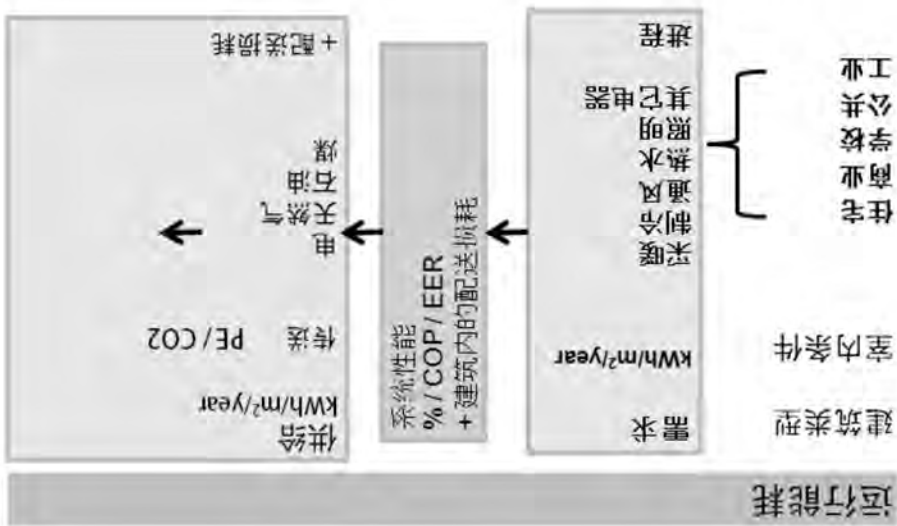 运行能耗
建筑类型
室内条件
住宅
商业
学校
公共
工业
需求
kWh/m²/year
采暖
制冷
通风
热水
照明
其它电器
进程
系统性能
% / COP / EER
+ 建筑内的配送损耗
供给
kWh/m²/year
传送 PE / CO2
电
天然气
石油
煤
+ 配送损耗